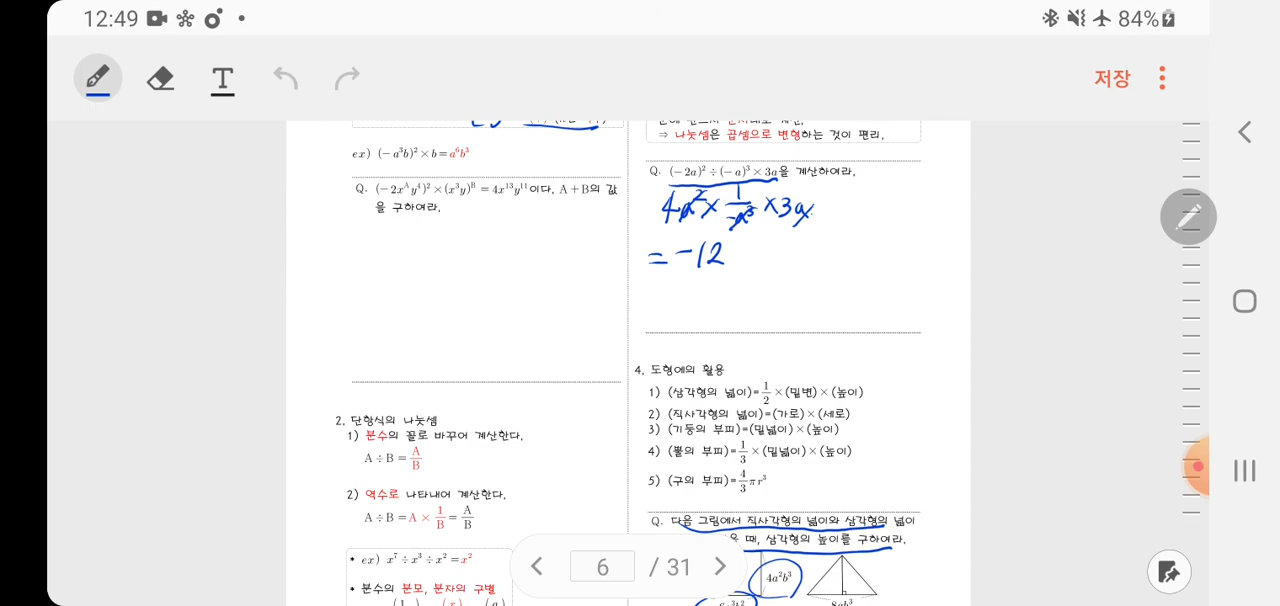 12:49
84%
T
저장
ex) (−a³b)² × b = a⁶b³
Q. (−2x^A y⁴)² × (x³y)^B = 4x¹³y¹¹이다. A+B의 값
을 구하여라.
2. 단항식의 나눗셈
1) 분수의 꼴로 바꾸어 계산한다.
A ÷ B = A/B
2) 역수로 나타내어 계산한다.
A ÷ B = A × 1/B = A/B
* ex) x⁷ ÷ x³ ÷ x² = x²
* 분수의 분모, 분자의 구별
⇒ 나눗셈은 곱셈으로 변형하는 것이 편리.
Q. (−2a)² ÷ (−a)³ × 3a을 계산하여라.
4a² × 1/−a³ × 3a
= −12
4. 도형에의 활용
1) (삼각형의 넓이)= 1/2 × (밑변) × (높이)
2) (직사각형의 넓이)=(가로) × (세로)
3) (기둥의 부피)=(밑넓이) × (높이)
4) (뿔의 부피)= 1/3 × (밑넓이) × (높이)
5) (구의 부피)= 4/3 πr³
Q. 다음 그림에서 직사각형의 넓이와 삼각형의 넓이
때, 삼각형의 높이를 구하여라.
4a²b³
8ab³
6 / 31